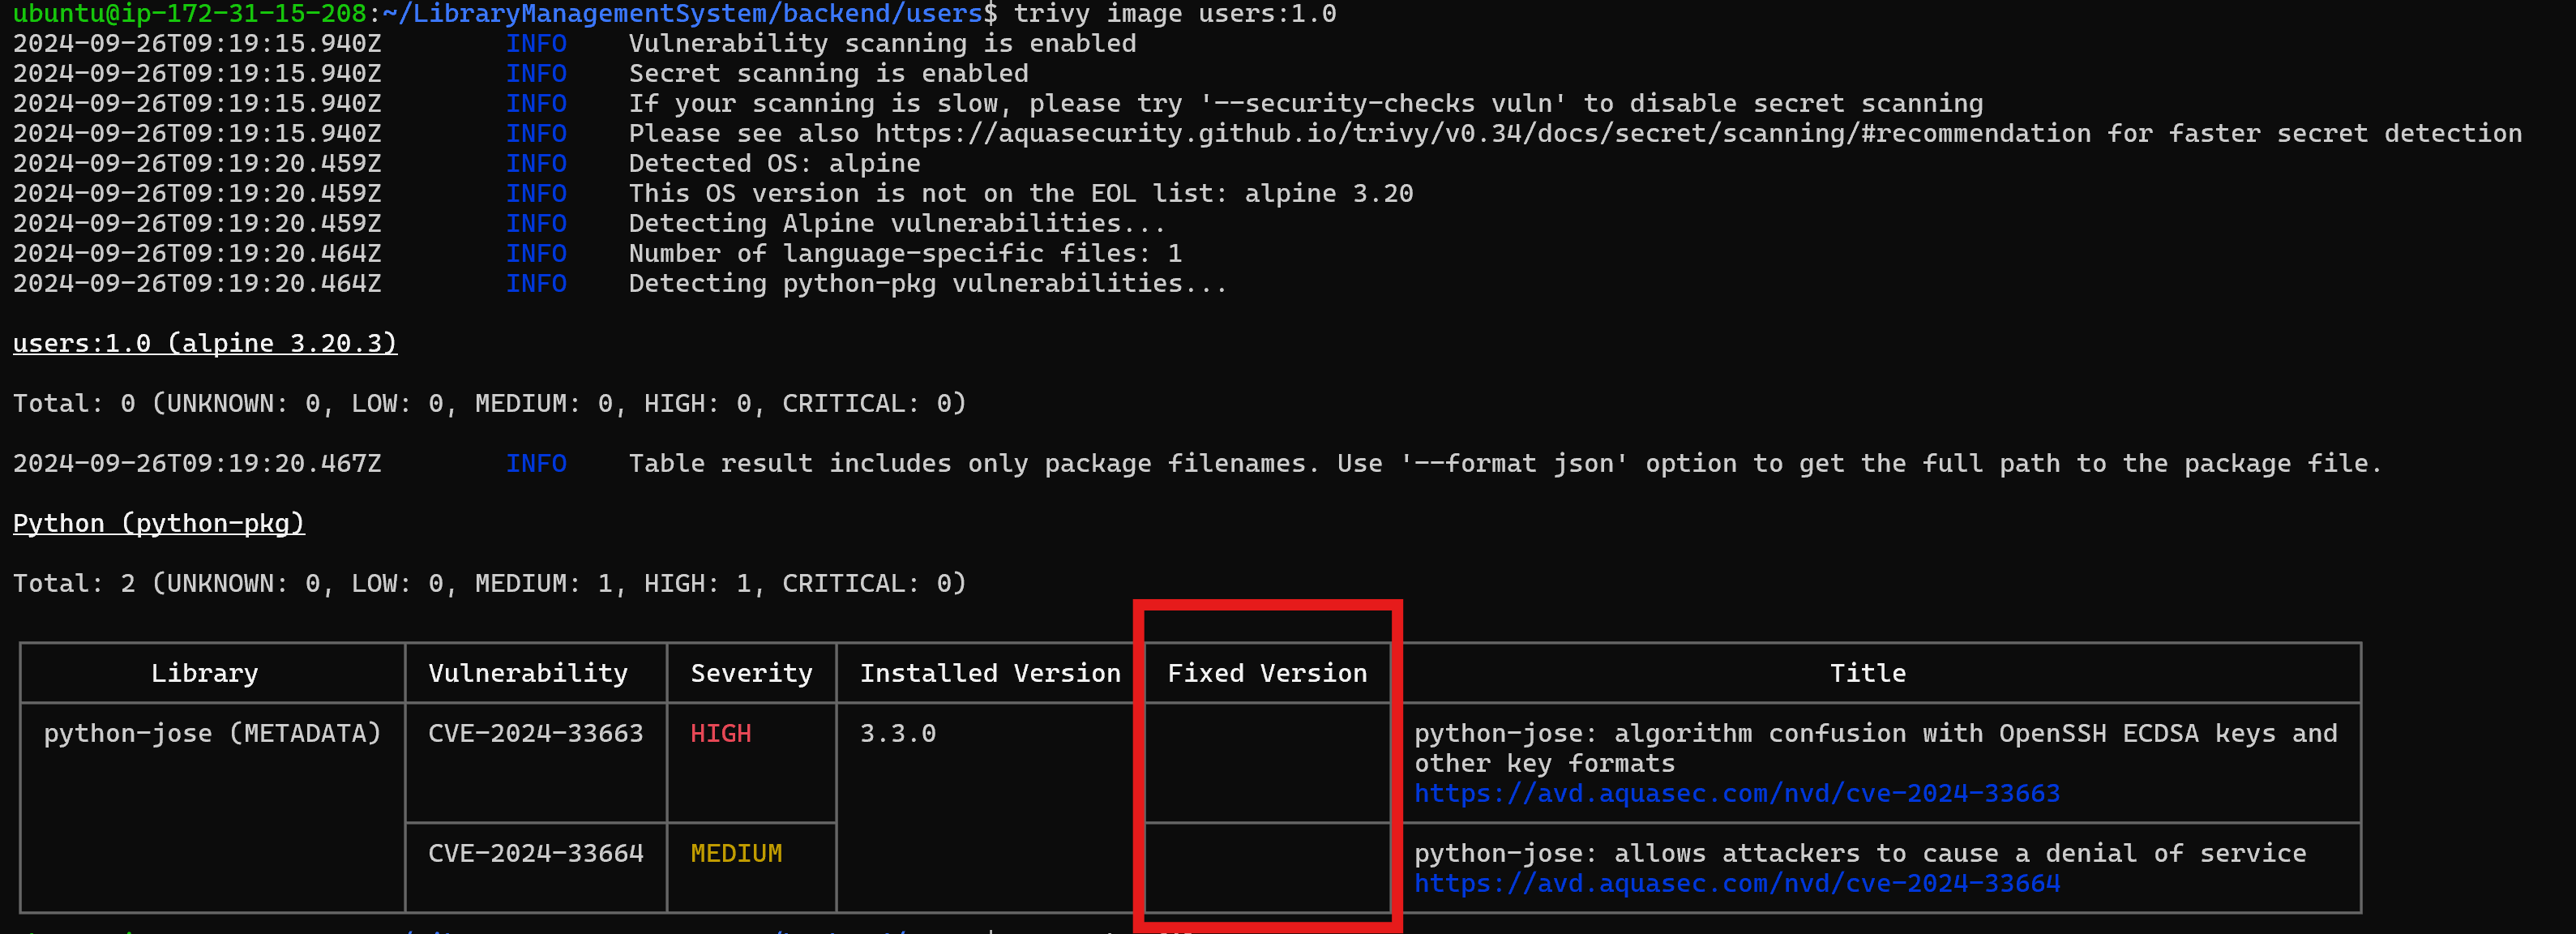 ubuntu@ip-172-31-15-208:~/LibraryManagementSystem/backend/users$ trivy image users:1.0
2024-09-26T09:19:15.940Z INFO Vulnerability scanning is enabled
2024-09-26T09:19:15.940Z INFO Secret scanning is enabled
2024-09-26T09:19:15.940Z INFO If your scanning is slow, please try '--security-checks vuln' to disable secret scanning
2024-09-26T09:19:15.940Z INFO Please see also https://aquasecurity.github.io/trivy/v0.34/docs/secret/scanning/#recommendation for faster secret detection
2024-09-26T09:19:20.459Z INFO Detected OS: alpine
2024-09-26T09:19:20.459Z INFO This OS version is not on the EOL list: alpine 3.20
2024-09-26T09:19:20.459Z INFO Detecting Alpine vulnerabilities...
2024-09-26T09:19:20.464Z INFO Number of language-specific files: 1
2024-09-26T09:19:20.464Z INFO Detecting python-pkg vulnerabilities...
users:1.0 (alpine 3.20.3)
Total: 0 (UNKNOWN: 0, LOW: 0, MEDIUM: 0, HIGH: 0, CRITICAL: 0)
2024-09-26T09:19:20.467Z INFO Table result includes only package filenames. Use '--format json' option to get the full path to the package file.
Python (python-pkg)
Total: 2 (UNKNOWN: 0, LOW: 0, MEDIUM: 1, HIGH: 1, CRITICAL: 0)
Library Vulnerability Severity Installed Version Fixed Version Title
python-jose (METADATA) CVE-2024-33663 HIGH 3.3.0 python-jose: algorithm confusion with OpenSSH ECDSA keys and
other key formats
https://avd.aquasec.com/nvd/cve-2024-33663
CVE-2024-33664 MEDIUM python-jose: allows attackers to cause a denial of service
https://avd.aquasec.com/nvd/cve-2024-33664